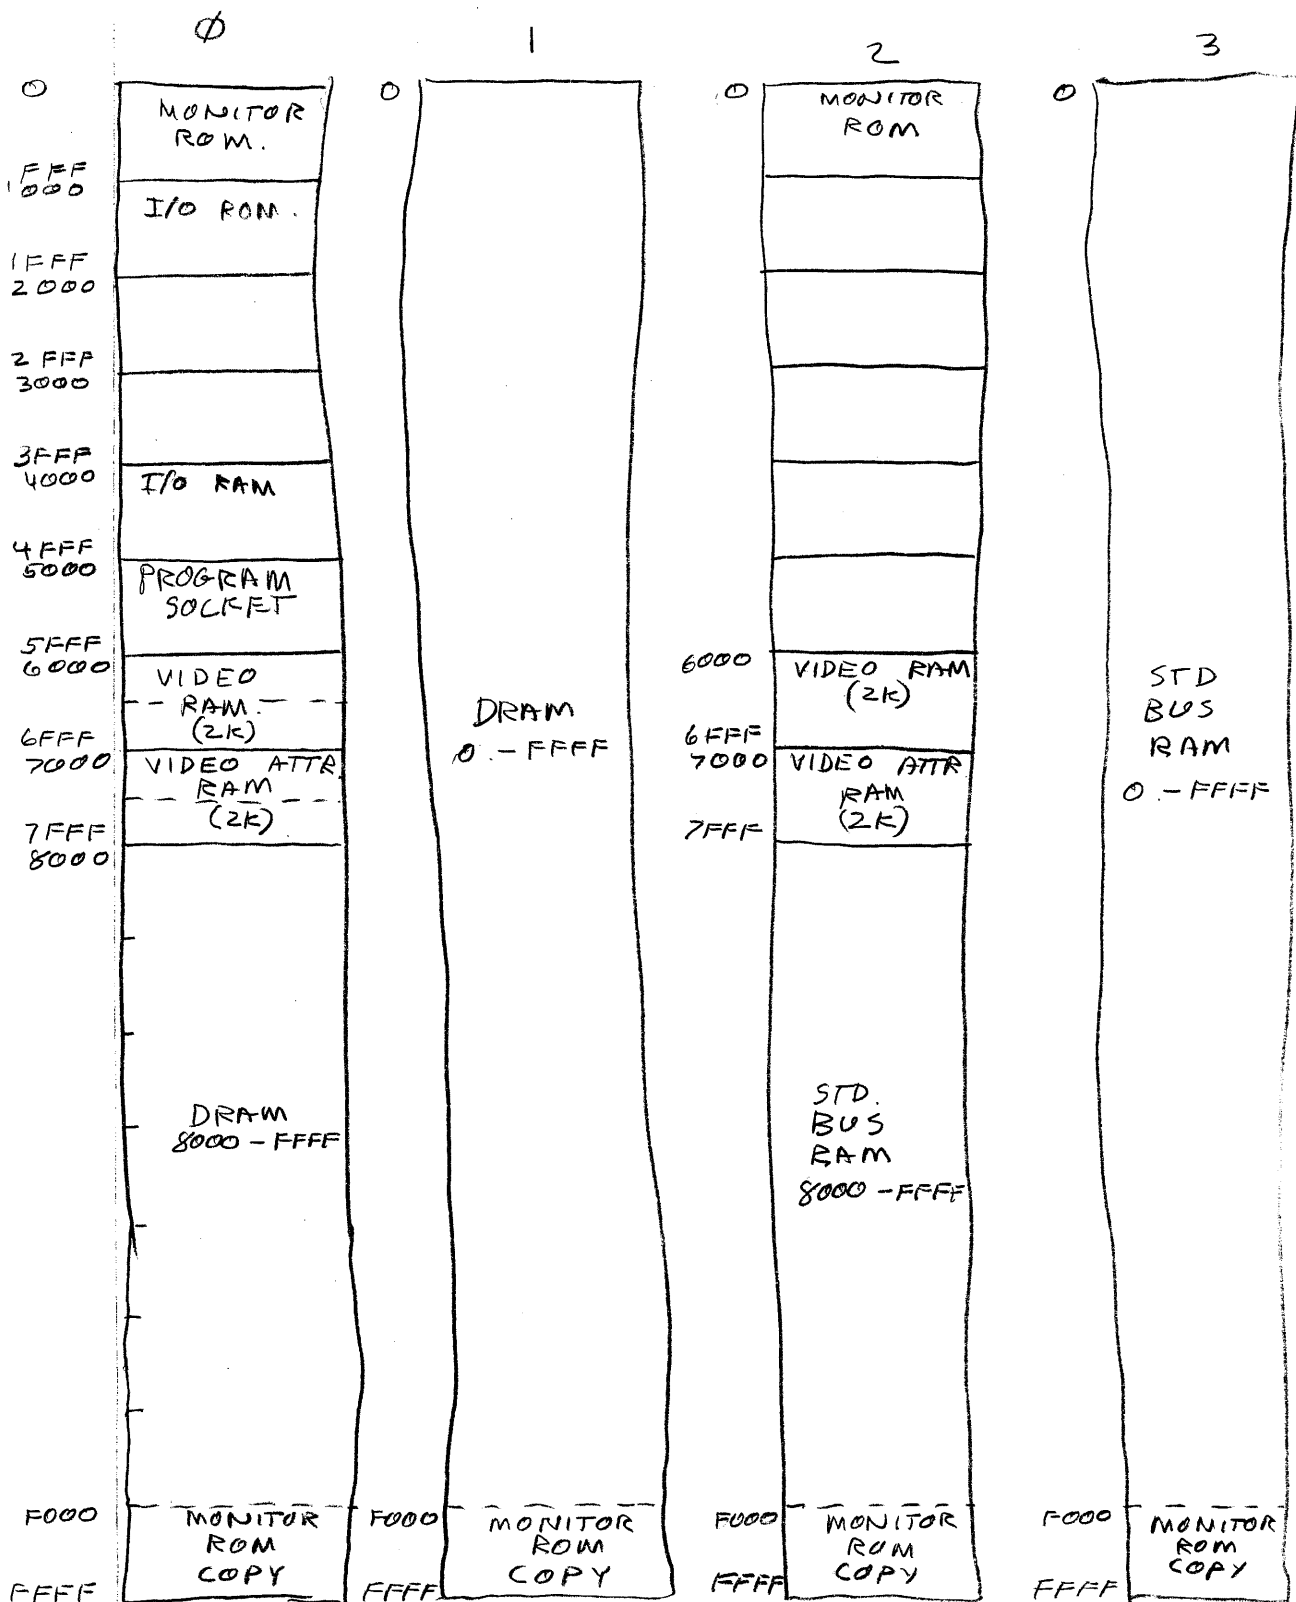 Ø
0
MONITOR
ROM.
FFF
1000
I/O ROM.
1FFF
2000
2FFF
3000
3FFF
4000
I/O RAM
4FFF
5000
PROGRAM
SOCKET
5FFF
6000
VIDEO
RAM
(2K)
6FFF
7000
VIDEO ATTR
RAM
(2K)
7FFF
8000
DRAM
8000 - FFFF
F000
MONITOR
ROM
COPY
FFFF
1
0
DRAM
0. - FFFF
F000
MONITOR
ROM
COPY
FFFF
2
0
MONITOR
ROM
6000
VIDEO RAM
(2K)
6FFF
7000
VIDEO ATTR
RAM
(2K)
7FFF
STD.
BUS
RAM
8000 - FFFF
F000
MONITOR
ROM
COPY
FFFF
3
0
STD
BUS
RAM
0. - FFFF
F000
MONITOR
ROM
COPY
FFFF